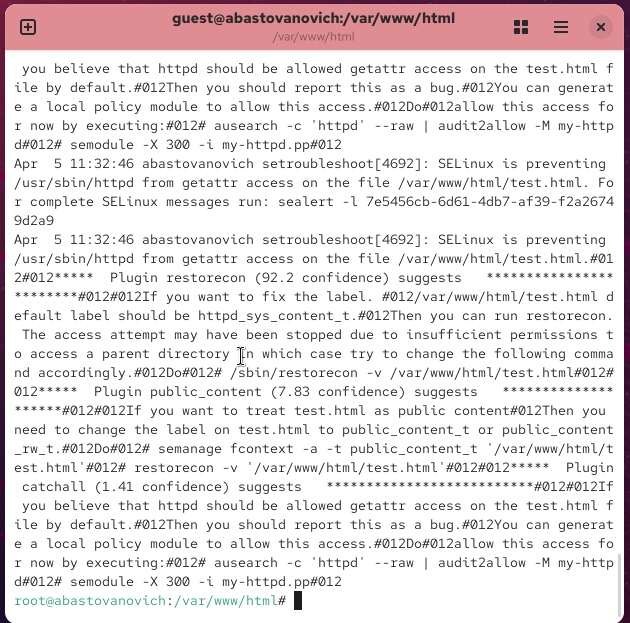 guest@abastovanovich:/var/www/html
/var/www/html
 you believe that httpd should be allowed getattr access on the test.html f
ile by default.#012Then you should report this as a bug.#012You can generat
e a local policy module to allow this access.#012Do#012allow this access fo
r now by executing:#012# ausearch -c 'httpd' --raw | audit2allow -M my-http
d#012# semodule -X 300 -i my-httpd.pp#012
Apr  5 11:32:46 abastovanovich setroubleshoot[4692]: SELinux is preventing
/usr/sbin/httpd from getattr access on the file /var/www/html/test.html. Fo
r complete SELinux messages run: sealert -l 7e5456cb-6d61-4db7-af39-f2a2674
9d2a9
Apr  5 11:32:46 abastovanovich setroubleshoot[4692]: SELinux is preventing
/usr/sbin/httpd from getattr access on the file /var/www/html/test.html.#01
2#012*****  Plugin restorecon (92.2 confidence) suggests   ****************
********#012#012If you want to fix the label. #012/var/www/html/test.html d
efault label should be httpd_sys_content_t.#012Then you can run restorecon.
 The access attempt may have been stopped due to insufficient permissions t
o access a parent directory in which case try to change the following comma
nd accordingly.#012Do#012# /sbin/restorecon -v /var/www/html/test.html#012#
012*****  Plugin public_content (7.83 confidence) suggests   **************
******#012#012If you want to treat test.html as public content#012Then you
need to change the label on test.html to public_content_t or public_content
_rw_t.#012Do#012# semanage fcontext -a -t public_content_t '/var/www/html/t
est.html'#012# restorecon -v '/var/www/html/test.html'#012#012*****  Plugin
 catchall (1.41 confidence) suggests   **************************#012#012If
 you believe that httpd should be allowed getattr access on the test.html f
ile by default.#012Then you should report this as a bug.#012You can generat
e a local policy module to allow this access.#012Do#012allow this access fo
r now by executing:#012# ausearch -c 'httpd' --raw | audit2allow -M my-http
d#012# semodule -X 300 -i my-httpd.pp#012
root@abastovanovich:/var/www/html#